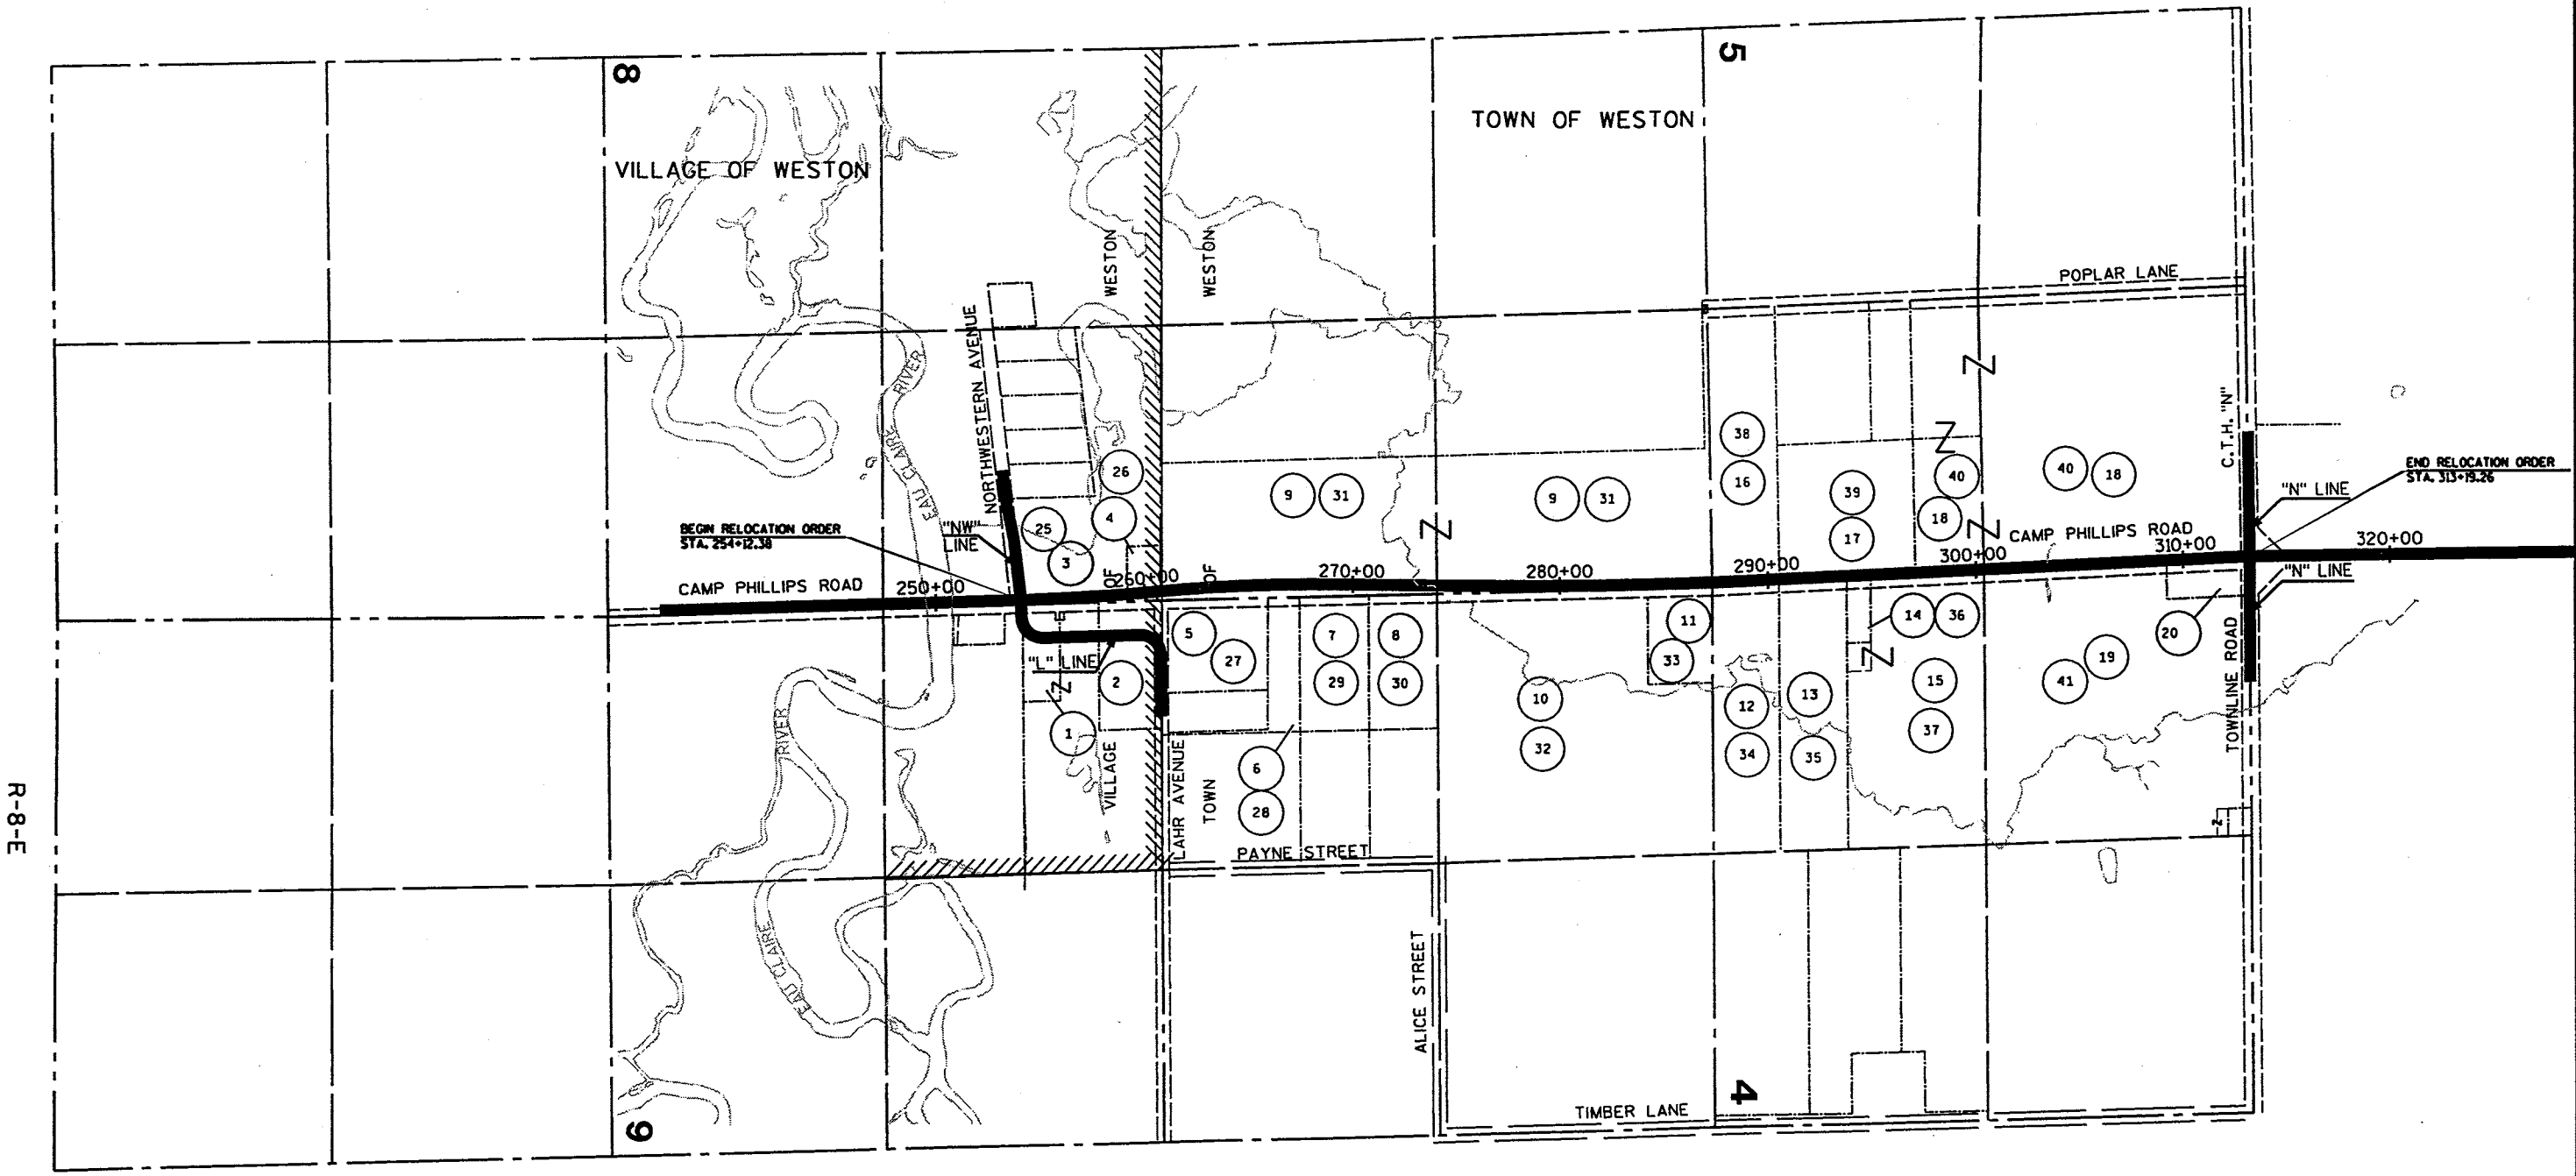 8
5
TOWN OF WESTON
VILLAGE OF WESTON
WESTON
WESTON
POPLAR LANE
NORTHWESTERN AVENUE
EAU CLAIRE RIVER
C.T.H. "N"
38
26
16
40
40
18
9
31
9
31
39
4
18
25
17
3
END RELOCATION ORDER
STA. 313+19.26
"N" LINE
BEGIN RELOCATION ORDER
STA. 254+12.38
"NW"
LINE
CAMP PHILLIPS ROAD
CAMP PHILLIPS ROAD
250+00
260+00
270+00
280+00
290+00
300+00
310+00
320+00
OF
OF
"N" LINE
"L" LINE
5
27
7
8
11
14
36
20
33
19
2
29
30
10
12
13
15
41
1
32
34
35
37
6
28
RIVER
VILLAGE
LAHR AVENUE
TOWN
TOWNLINE ROAD
PAYNE STREET
EAU CLAIRE
ALICE STREET
R-8-E
9
4
TIMBER LANE